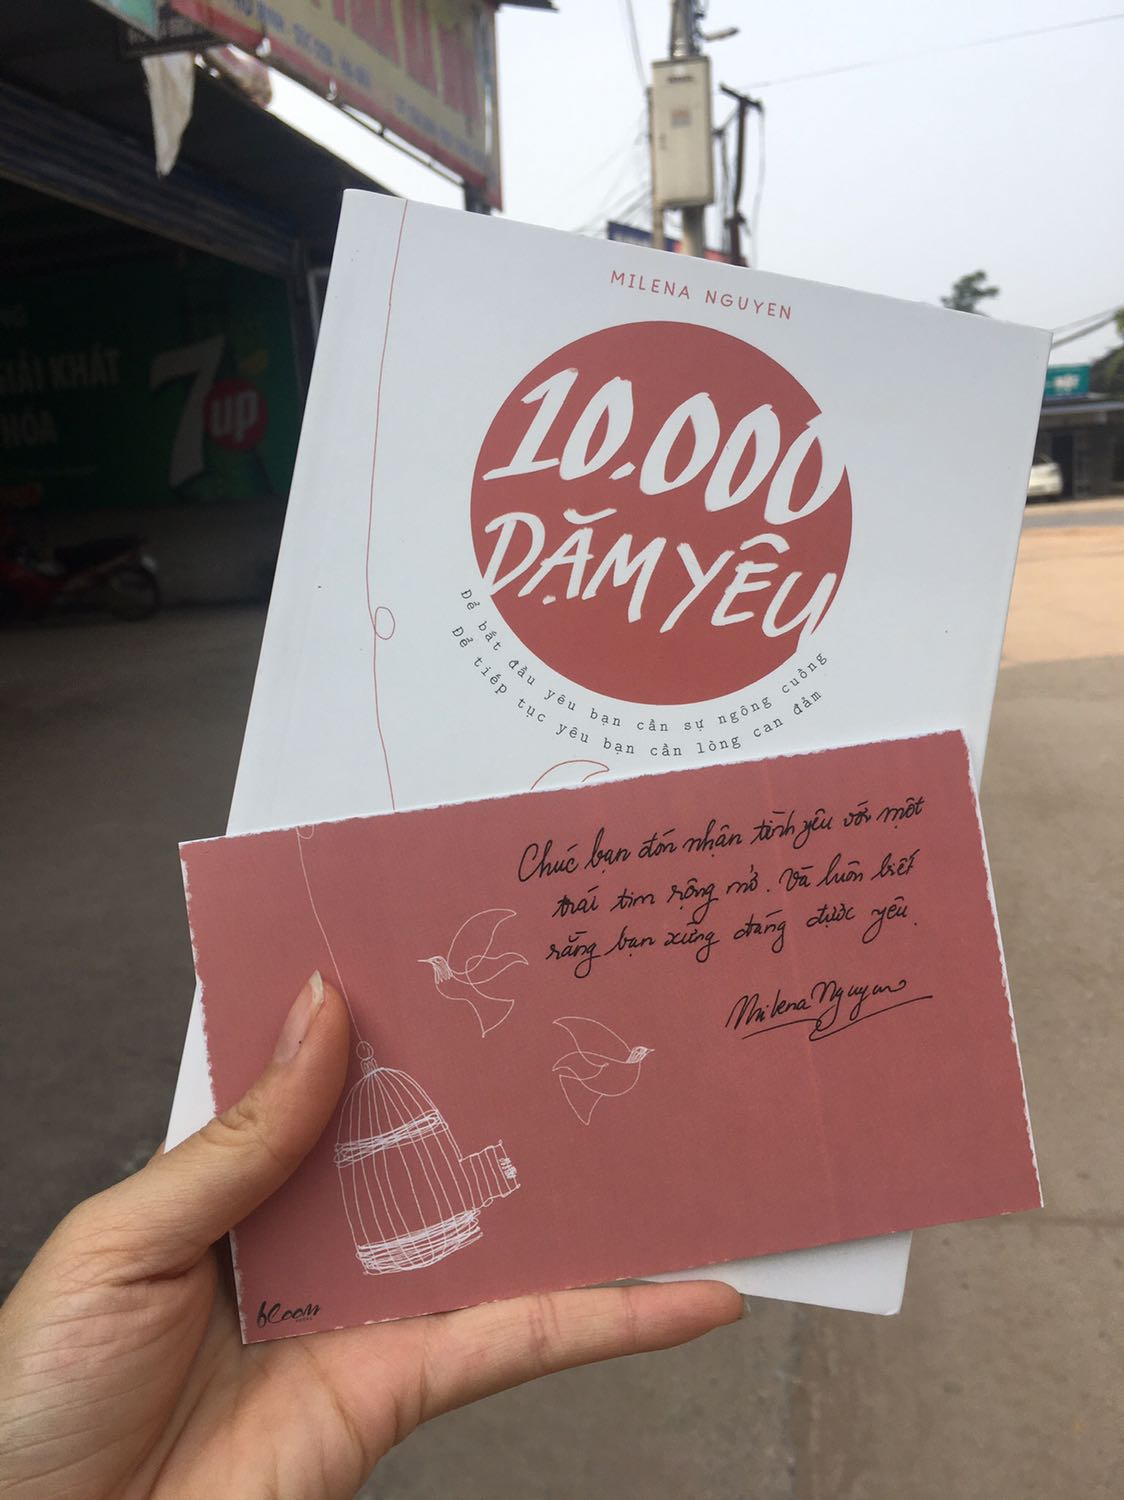 GIẢI KHÁT
HÓA
7up
MILENA NGUYEN
10.000
DẶM YÊU
Để bắt đầu yêu bạn cần sự ngông cuồng
Để tiếp tục yêu bạn cần lòng can đảm
Chúc bạn đón nhận tình yêu với một
trái tim rộng mở. Và luôn biết
rằng bạn xứng đáng được yêu.
Milena Nguyen
bloom